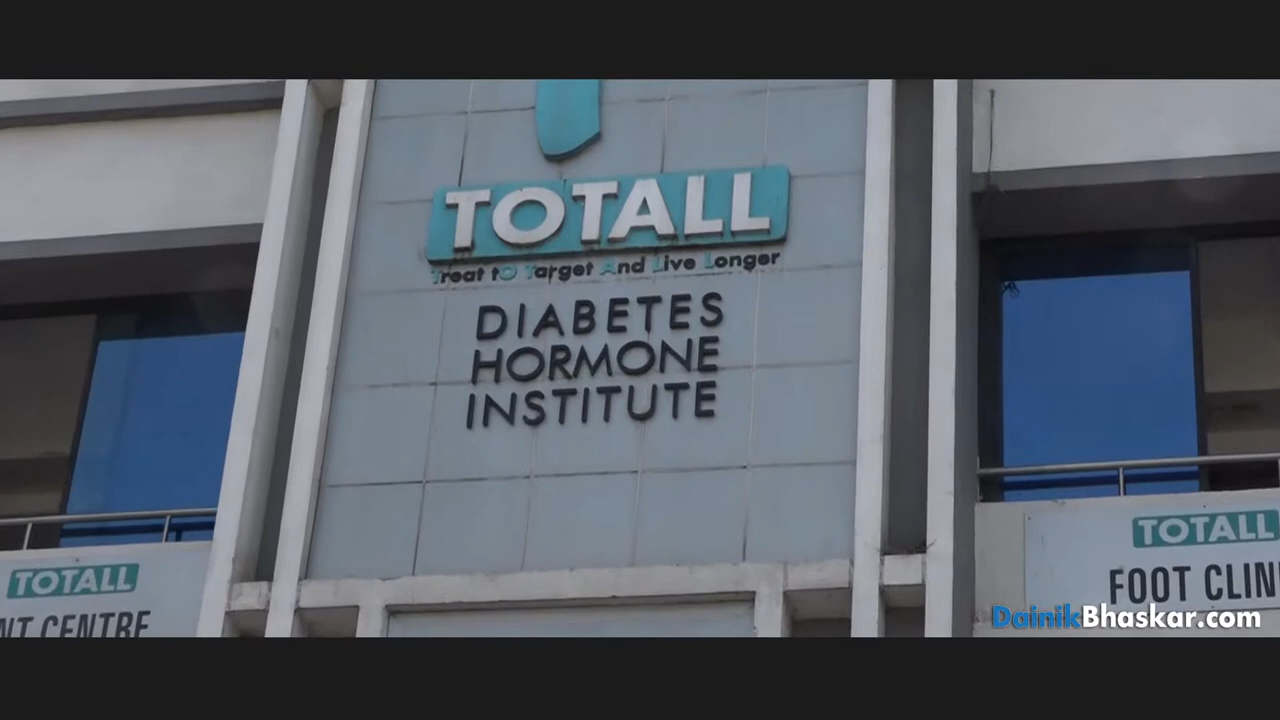 TOTALL
Treat tO Target And Live Longer
DIABETES
HORMONE
INSTITUTE
TOTALL
NT CENTRE
TOTALL
FOOT CLIN
DainikBhaskar.com